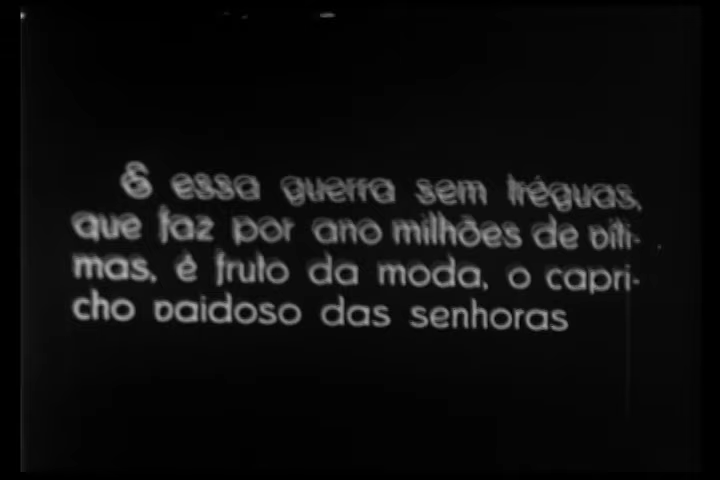 E essa guerra sem tréguas,
que faz por ano milhões de víti-
mas, é fruto da moda, o capri-
cho vaidoso das senhoras